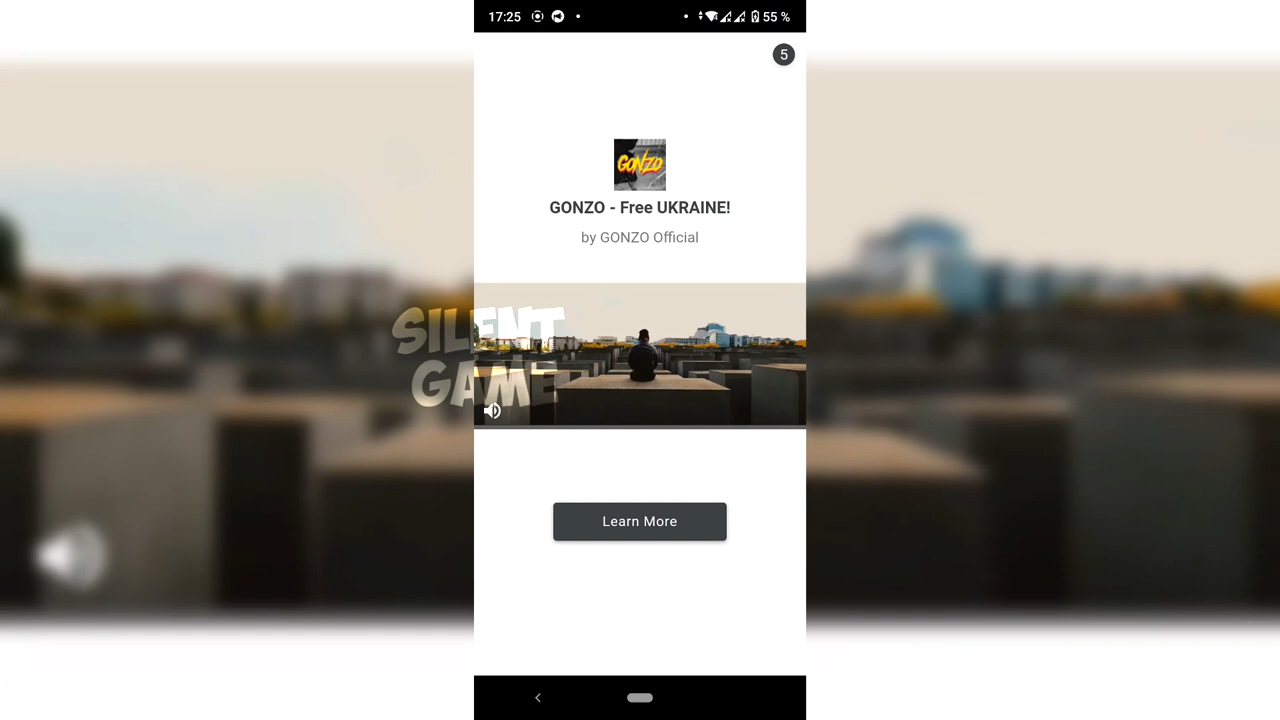 17:25
55 %
5
GONZO
GONZO - Free UKRAINE!
by GONZO Official
SILENT
GAME
Learn More